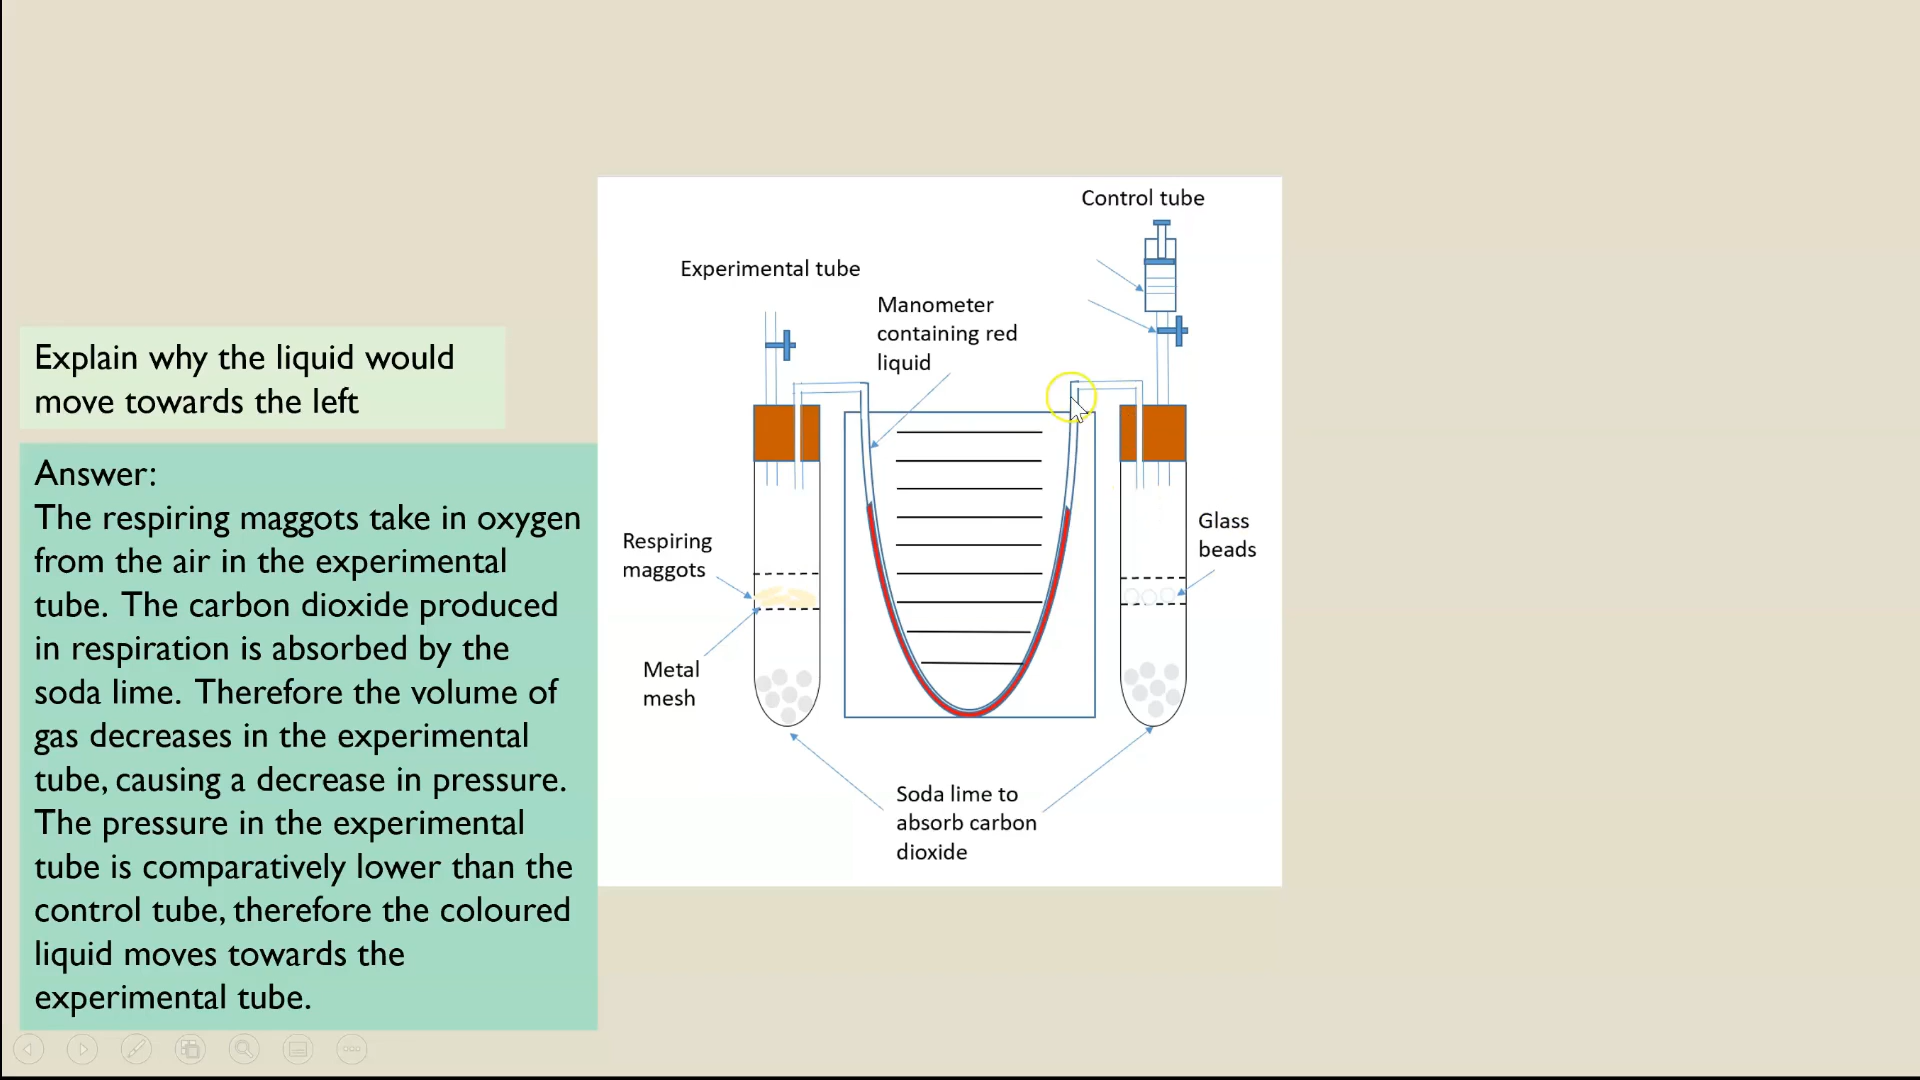 Explain why the liquid would
move towards the left
Answer:
The respiring maggots take in oxygen
from the air in the experimental
tube. The carbon dioxide produced
in respiration is absorbed by the
soda lime. Therefore the volume of
gas decreases in the experimental
tube, causing a decrease in pressure.
The pressure in the experimental
tube is comparatively lower than the
control tube, therefore the coloured
liquid moves towards the
experimental tube.
Control tube
Experimental tube
Manometer
containing red
liquid
Respiring
maggots
Glass
beads
Metal
mesh
Soda lime to
absorb carbon
dioxide